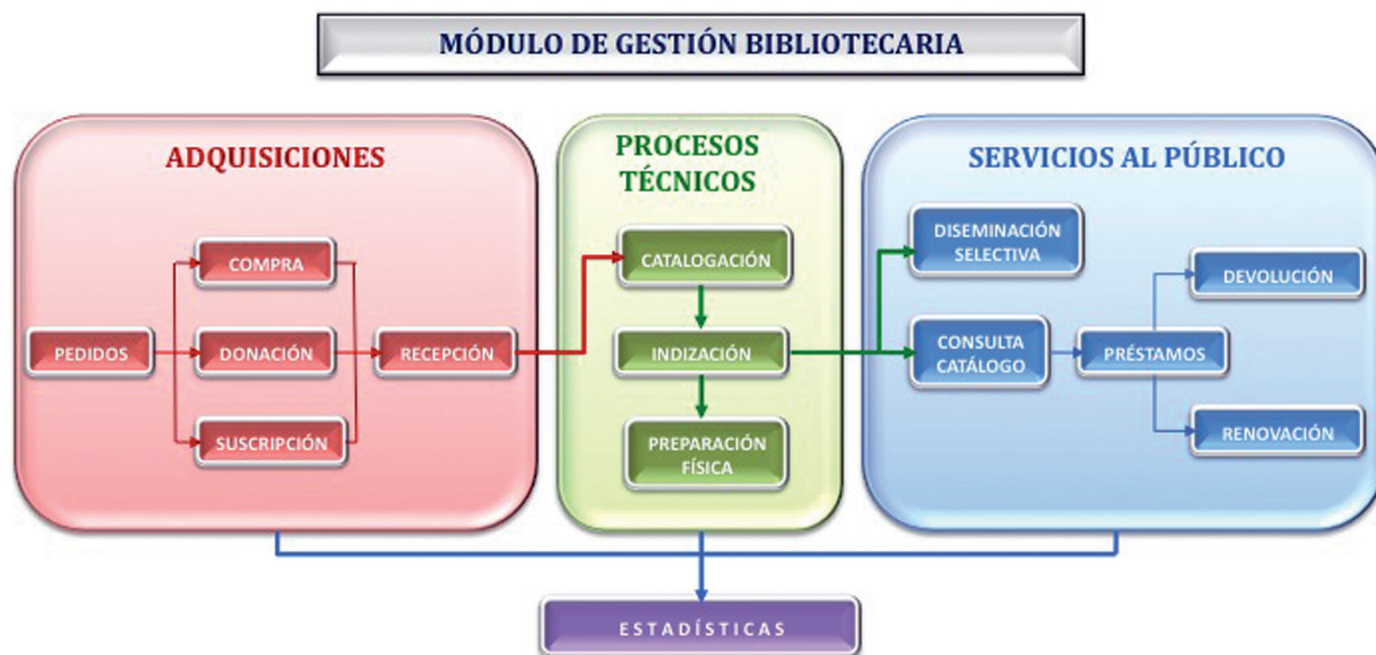 MÓDULO DE GESTIÓN BIBLIOTECARIA
ADQUISICIONES
PEDIDOS
COMPRA
DONACIÓN
SUSCRIPCIÓN
RECEPCIÓN
PROCESOS
TÉCNICOS
CATALOGACIÓN
INDIZACIÓN
PREPARACIÓN
FÍSICA
SERVICIOS AL PÚBLICO
DISEMINACIÓN
SELECTIVA
CONSULTA
CATÁLOGO
PRÉSTAMOS
DEVOLUCIÓN
RENOVACIÓN
ESTADÍSTICAS